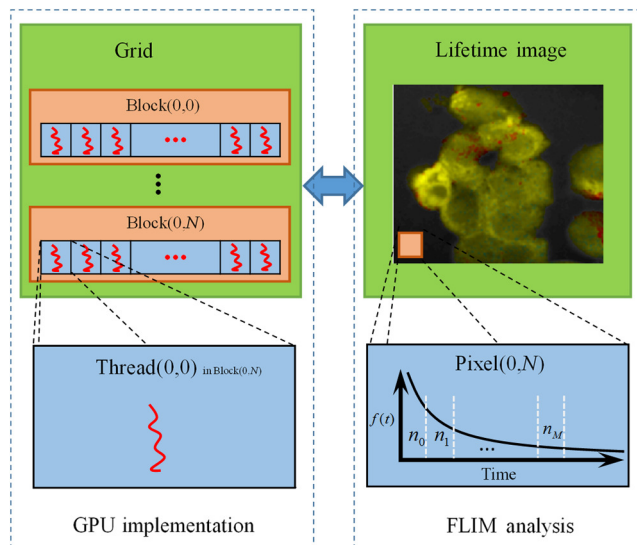 Grid
Block(0,0)
Block(0,N)
Thread(0,0) in Block(0.N)
GPU implementation
Lifetime image
Pixel(0,N)
f(t)
n0 n1 ... nM
Time
FLIM analysis